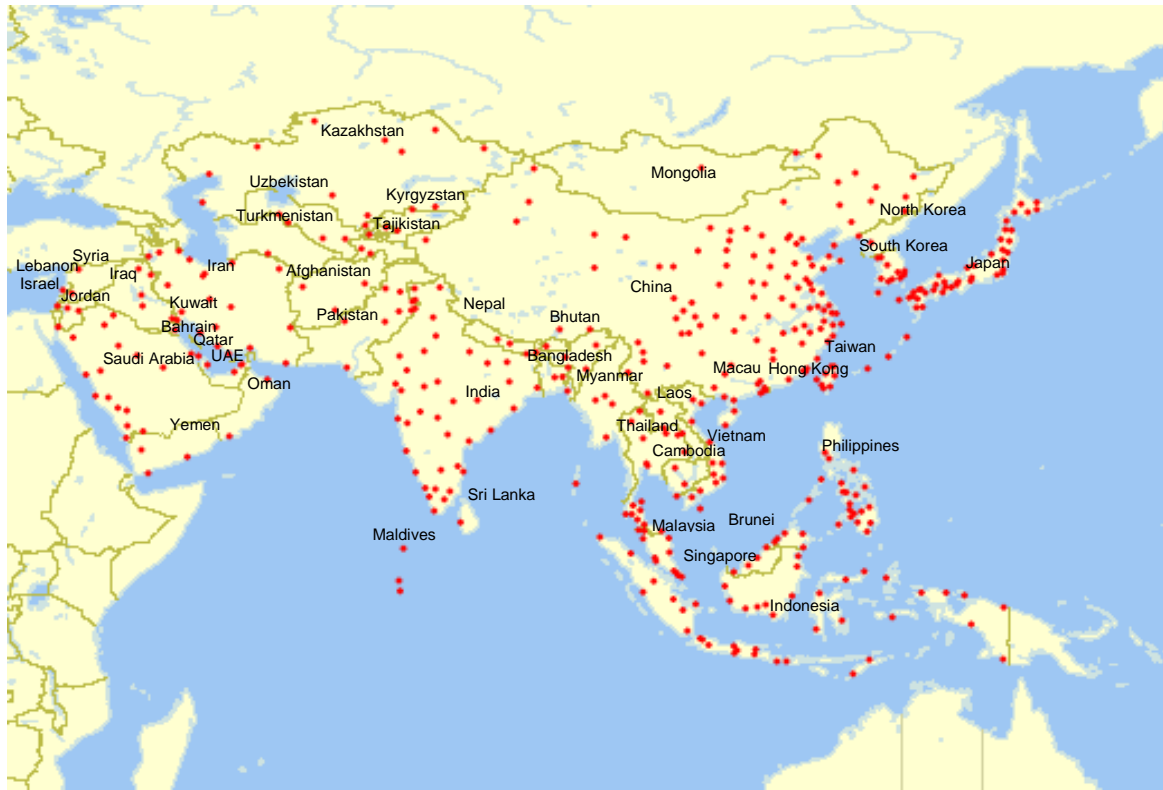 Kazakhstan
Mongolia
Uzbekistan
Kyrgyzstan
North Korea
Turkmenistan
Tajikistan
South Korea
Syria
Lebanon
Iran
Japan
Iraq
Afghanistan
Israel
China
Jordan
Kuwait
Nepal
Pakistan
Bhutan
Bahrain
Qatar
Taiwan
Saudi Arabia
UAE
Bangladesh
Macau
Hong Kong
Myanmar
Oman
India
Laos
Yemen
Thailand
Vietnam
Philippines
Cambodia
Sri Lanka
Brunei
Malavsia
Maldives
Singapore
Indonesia